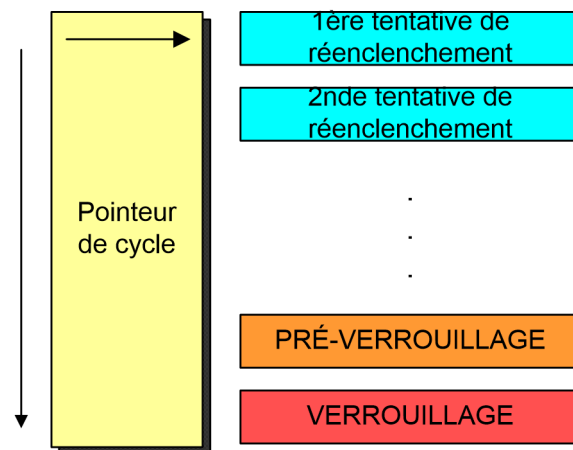 1ère tentative de
réenclenchement
2nde tentative de
réenclenchement
Pointeur
de cycle
.
.
.
PRÉ-VERROUILLAGE
VERROUILLAGE